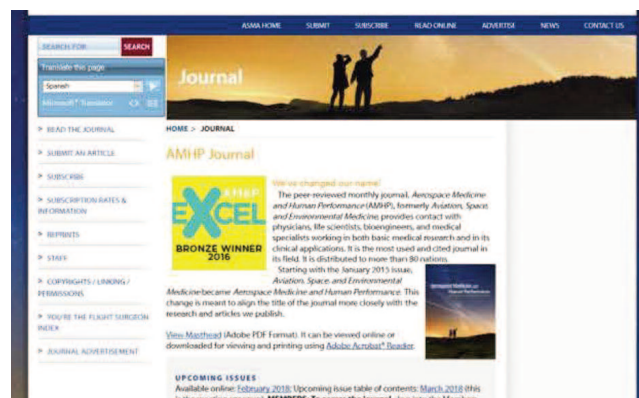 ASMA HOME SUBMIT SUBSCRIBE READ ONLINE ADVERTISE NEWS CONTACT US
SEARCH FOR SEARCH
Translate this page
Spanish
Microsoft® Translator
> READ THE JOURNAL
> SUBMIT AN ARTICLE
> SUBSCRIBE
> SUBSCRIPTION RATES &
INFORMATION
> REPRINTS
> STAFF
> COPYRIGHTS / LINKING /
PERMISSIONS
> YOU'RE THE FLIGHT SURGEON
INDEX
> JOURNAL ADVERTISEMENT
Journal
HOME > JOURNAL
AMHP Journal
AM&P
EXCEL
BRONZE WINNER
2016
We've changed our name!
The peer-reviewed monthly journal, Aerospace Medicine
and Human Performance (AMHP), formerly Aviation, Space,
and Environmental Medicine, provides contact with
physicians, life scientists, bioengineers, and medical
specialists working in both basic medical research and in its
clinical applications. It is the most used and cited journal in
its field. It is distributed to more than 80 nations.
Starting with the January 2015 issue,
Aviation, Space, and Environmental
Medicine became Aerospace Medicine and Human Performance. This
change is meant to align the title of the journal more closely with the
research and articles we publish.
Aerospace Medicine and
Human Performance
View Masthead (Adobe PDF Format). It can be viewed online or
downloaded for viewing and printing using Adobe Acrobat® Reader.
UPCOMING ISSUES
Available online: February 2018; Upcoming issue table of contents: March 2018 (this